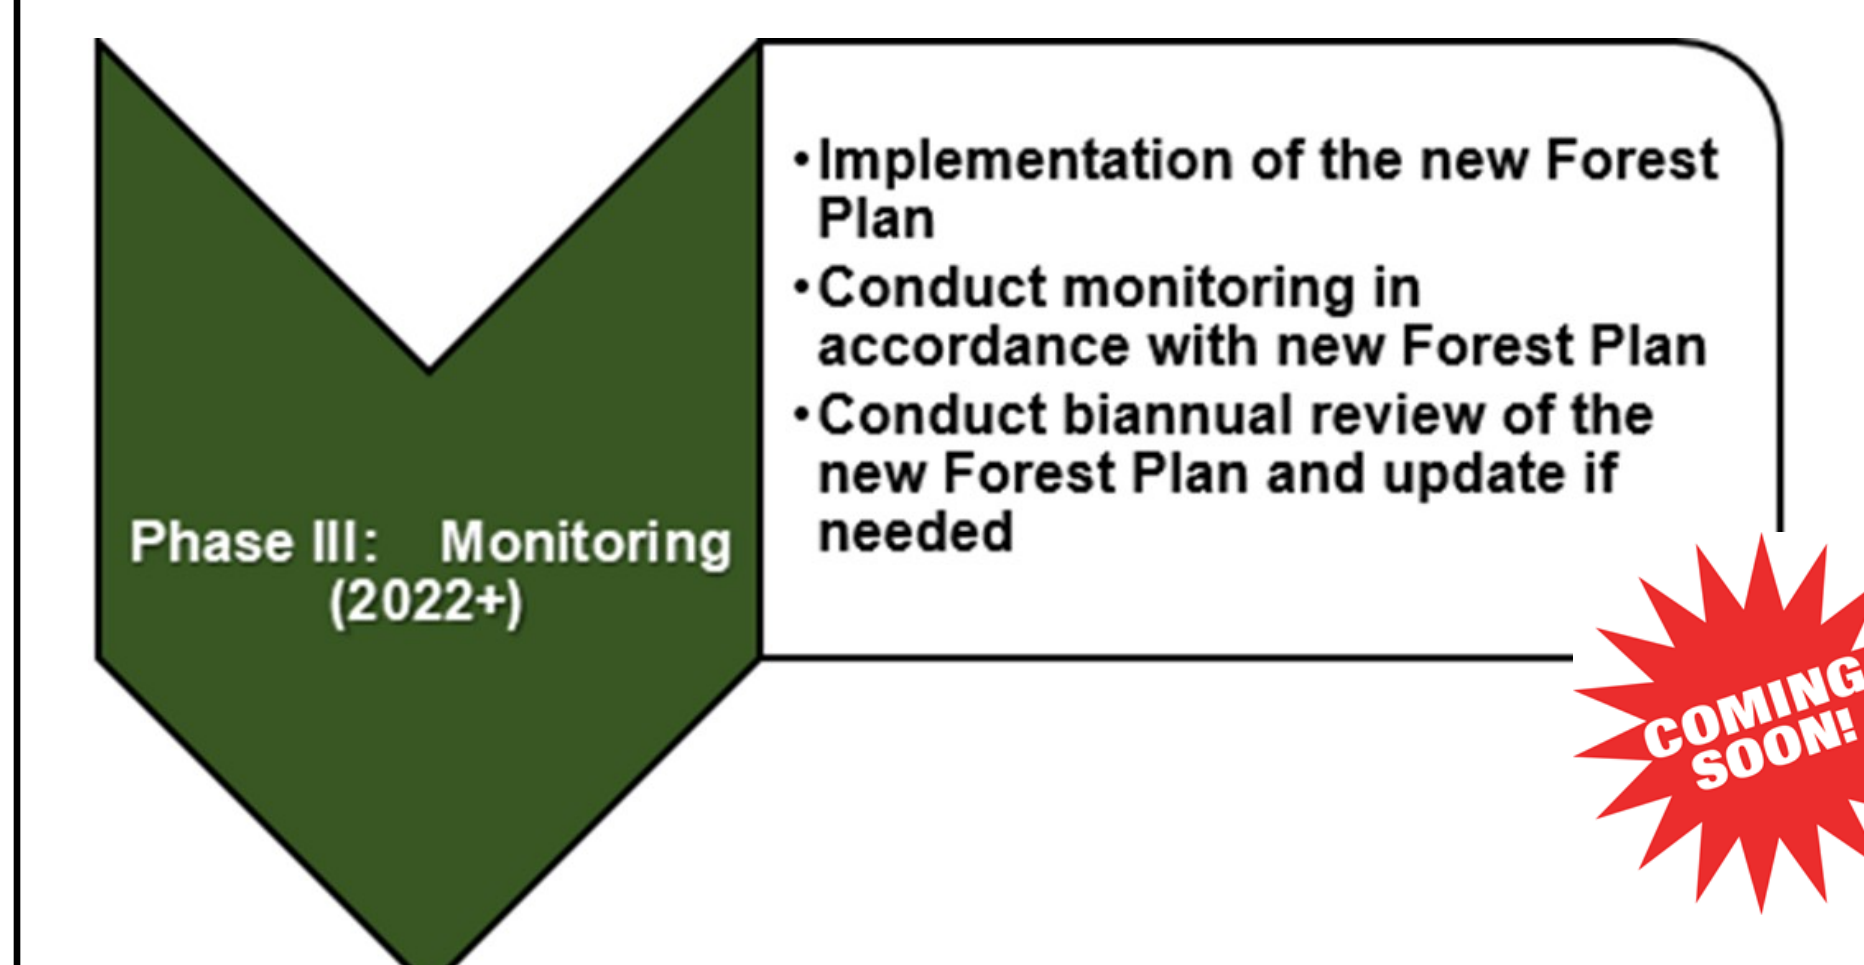 Phase III: Monitoring
(2022+)
•Implementation of the new Forest
Plan
•Conduct monitoring in
accordance with new Forest Plan
•Conduct biannual review of the
new Forest Plan and update if
needed
COMING
SOON!